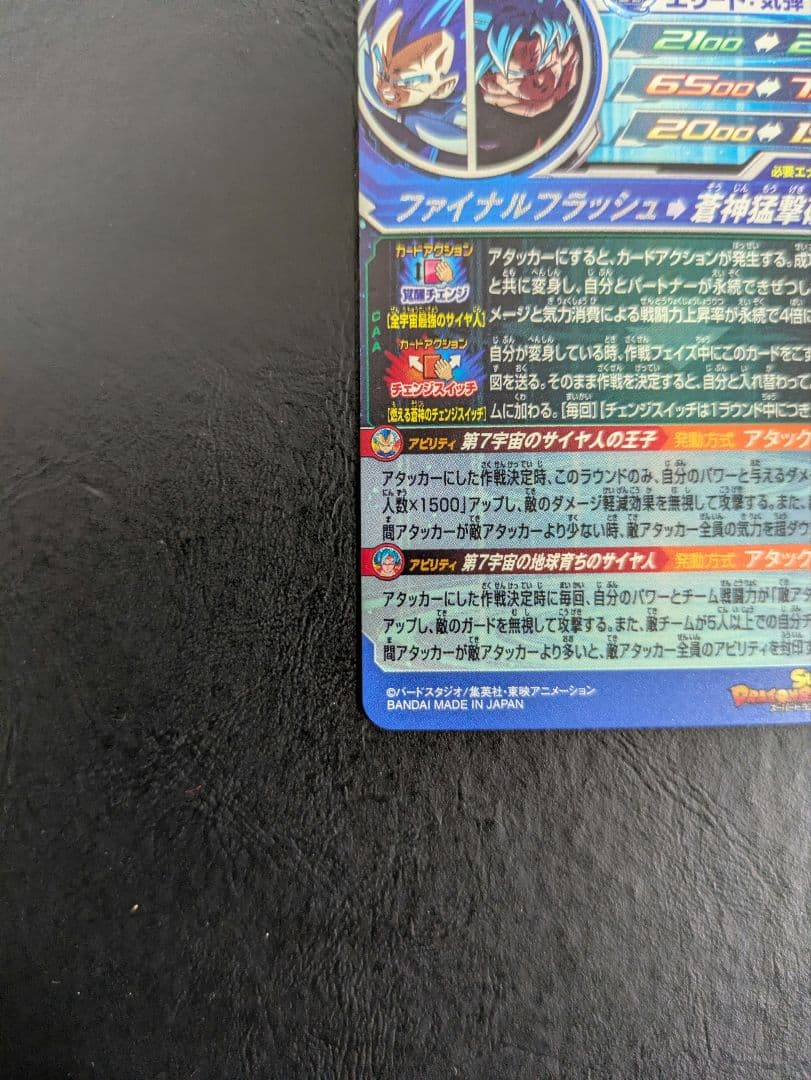 エリート・気弾
2100⇔2
6500⇔7
2000⇔1
必要エナ
ファイナルフラッシュ➡蒼神猛撃
カードアクション
覚醒チェンジ
[全宇宙最強のサイヤ人]
アタッカーにすると、カードアクションが発生する。成
と共に変身し、自分とパートナーが永続できぜつし
メージと気力消費による戦闘力上昇率が永続で4倍に
CAA
カードアクション
チェンジスイッチ
[燃える蒼神のチェンジスイッチ]
自分が変身している時、作戦フェイズ中にこのカードをこす
図を送る。そのまま作戦を決定すると、自分と入れ替わって
ムに加わる。[毎回]【チェンジスイッチは1ラウンド中につき
アビリティ 第7宇宙のサイヤ人の王子 発動方式 アタック
アタッカーにした作戦決定時、このラウンドのみ、自分のパワーと与えるダメ
人数×1500」アップし、敵のダメージ軽減効果を無視して攻撃する。また、
間アタッカーが敵アタッカーより少ない時、敵アタッカー全員の気力を超ダウ
アビリティ 第7宇宙の地球育ちのサイヤ人 発動方式 アタック
アタッカーにした作戦決定時に毎回、自分のパワーとチーム戦闘力が「敵ア
アップし、敵のガードを無視して攻撃する。また、敵チームが5人以上での自分
間アタッカーが敵アタッカーより多いと、敵アタッカー全員のアビリティを封印す
©バードスタジオ/集英社・東映アニメーション
BANDAI MADE IN JAPAN